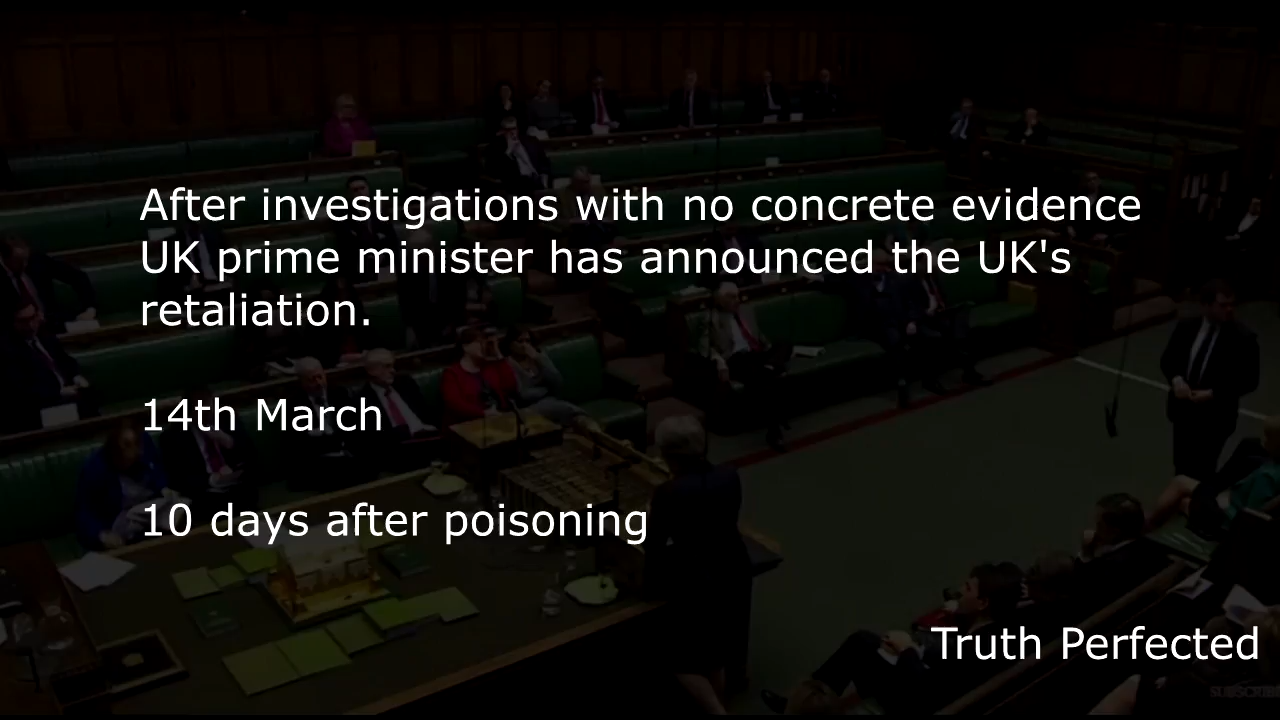 After investigations with no concrete evidence
UK prime minister has announced the UK's
retaliation.
14th March
10 days after poisoning
Truth Perfected
SUBSCRIBE